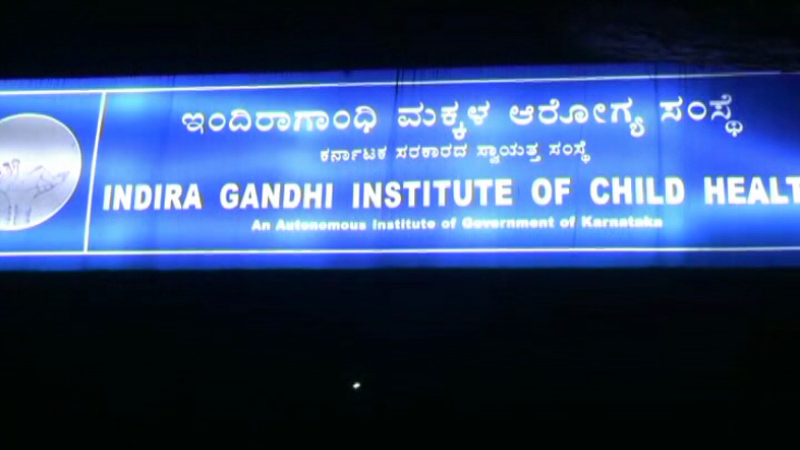 ಇಂದಿರಾಗಾಂಧಿ ಮಕ್ಕಳ ಆರೋಗ್ಯ ಸಂಸ್ಥೆ
ಕರ್ನಾಟಕ ಸರಕಾರದ ಸ್ವಾಯತ್ತ ಸಂಸ್ಥೆ
INDIRA GANDHI INSTITUTE OF CHILD HEALT
An Autonomous Institute of Government of Karnataka